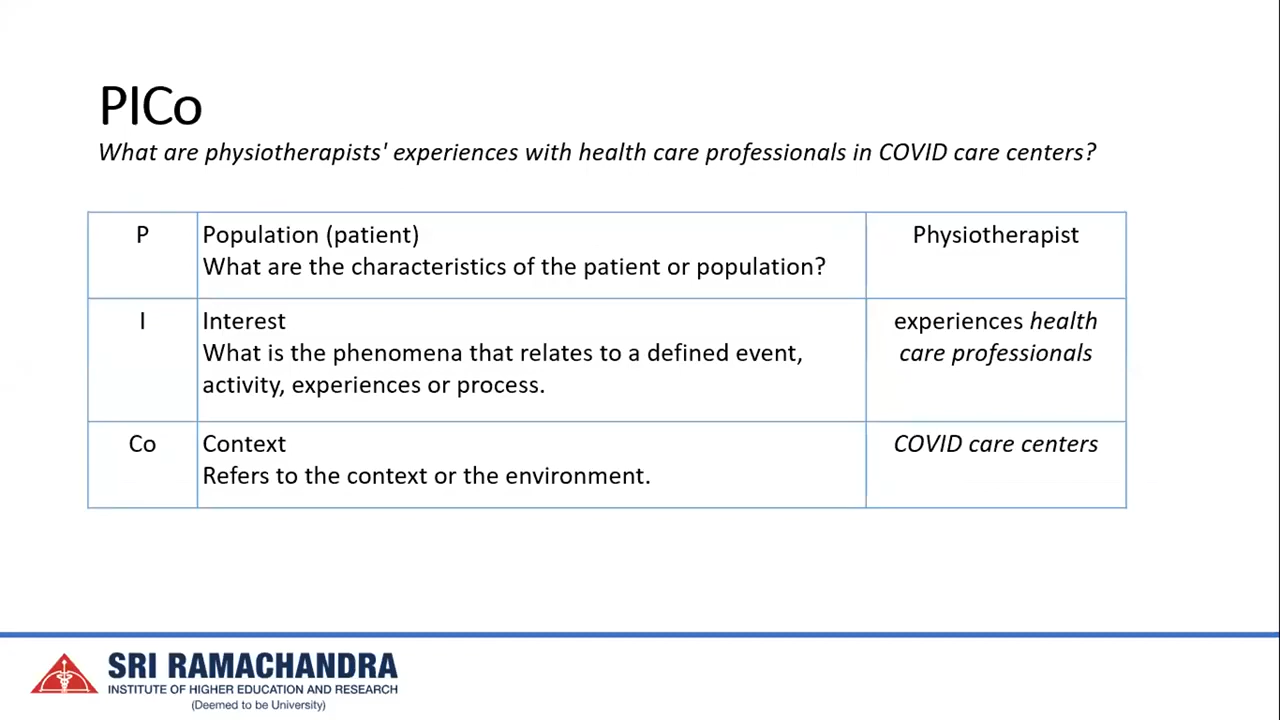 PICo
What are physiotherapists' experiences with health care professionals in COVID care centers?
P
Population (patient)
What are the characteristics of the patient or population?
Physiotherapist
I
Interest
What is the phenomena that relates to a defined event,
activity, experiences or process.
experiences health
care professionals
Co
Context
Refers to the context or the environment.
COVID care centers
SRI RAMACHANDRA
INSTITUTE OF HIGHER EDUCATION AND RESEARCH
(Deemed to be University)